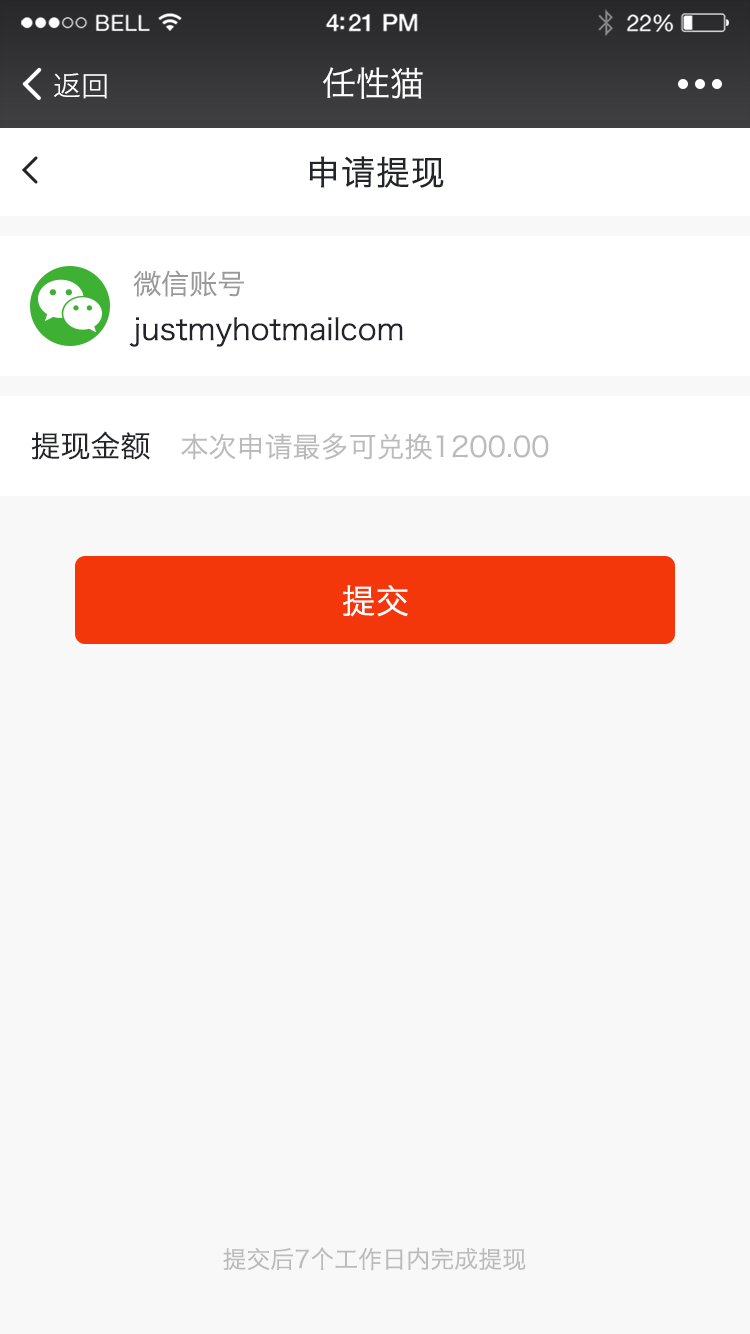 BELL 4:21 PM 22%
返回 任性猫
申请提现
微信账号
justmyhotmailcom
提现金额 本次申请最多可兑换1200.00
提交
提交后7个工作日内完成提现